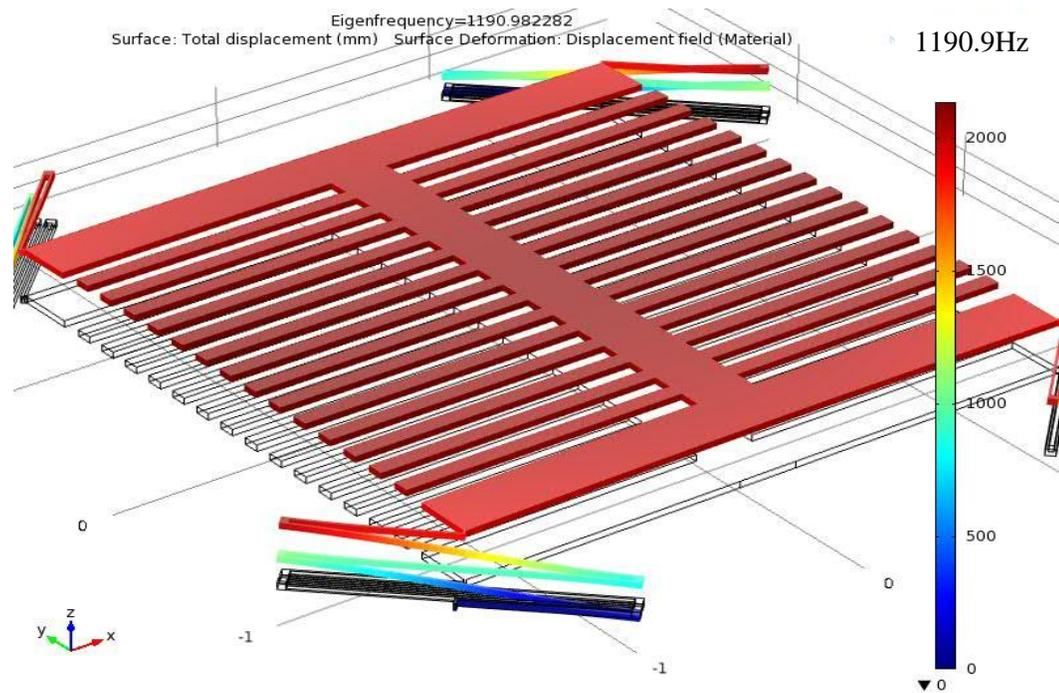 Eigenfrequency=1190.982282
Surface: Total displacement (mm) Surface Deformation: Displacement field (Material)
1190.9Hz
2000
1500
1000
500
0
▼ 0
0
0
-1
-1
z
y
x